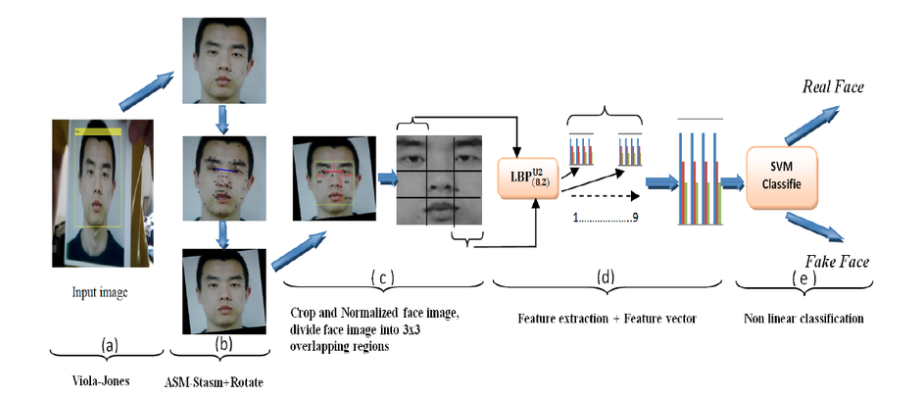 Real Face
LBP U2 (8,2)
SVM
Classifie
1....................9
Fake Face
Input image
(c)
(d)
(e)
Crop and Normalized face image,
divide face image into 3x3
overlapping regions
Feature extraction + Feature vector
Non linear classification
(a)
(b)
Viola-Jones
ASM-Stasm+Rotate